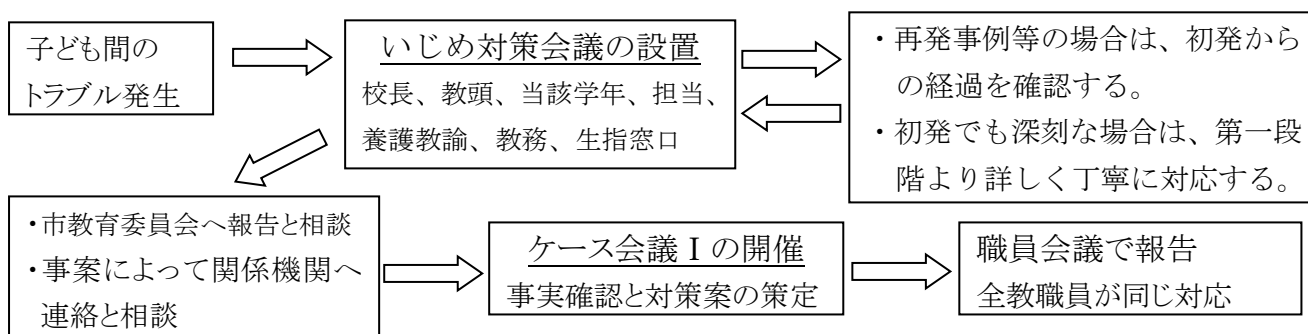 子ども間の
トラブル発生
いじめ対策会議の設置
校長、教頭、当該学年、担当、
養護教諭、教務、生指窓口
・再発事例等の場合は、初発から
の経過を確認する。
・初発でも深刻な場合は、第一段
階より詳しく丁寧に対応する。
・市教育委員会へ報告と相談
・事案によって関係機関へ
連絡と相談
ケース会議Ⅰの開催
事実確認と対策案の策定
職員会議で報告
全教職員が同じ対応